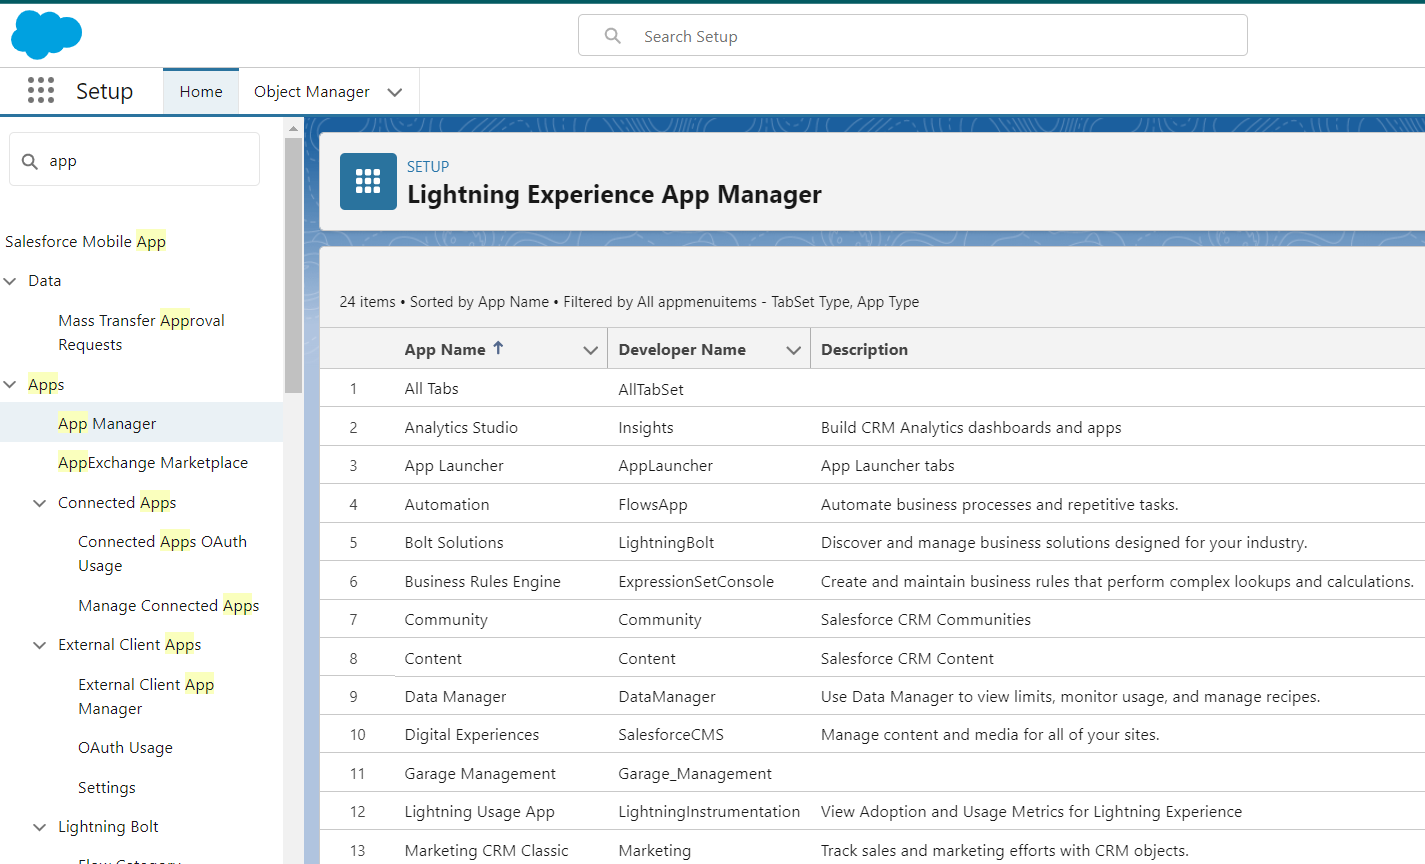 Search Setup
Setup
Home
Object Manager
app
Salesforce Mobile App
Data
Mass Transfer Approval
Requests
Apps
App Manager
AppExchange Marketplace
Connected Apps
Connected Apps OAuth
Usage
Manage Connected Apps
External Client Apps
External Client App
Manager
OAuth Usage
Settings
Lightning Bolt
Flow Category
SETUP
Lightning Experience App Manager
24 items • Sorted by App Name • Filtered by All appmenuitems - TabSet Type, App Type
App Name Developer Name Description
1 All Tabs AllTabSet
2 Analytics Studio Insights Build CRM Analytics dashboards and apps
3 App Launcher AppLauncher App Launcher tabs
4 Automation FlowsApp Automate business processes and repetitive tasks.
5 Bolt Solutions LightningBolt Discover and manage business solutions designed for your industry.
6 Business Rules Engine ExpressionSetConsole Create and maintain business rules that perform complex lookups and calculations.
7 Community Community Salesforce CRM Communities
8 Content Content Salesforce CRM Content
9 Data Manager DataManager Use Data Manager to view limits, monitor usage, and manage recipes.
10 Digital Experiences SalesforceCMS Manage content and media for all of your sites.
11 Garage Management Garage_Management
12 Lightning Usage App LightningInstrumentation View Adoption and Usage Metrics for Lightning Experience
13 Marketing CRM Classic Marketing Track sales and marketing efforts with CRM objects.